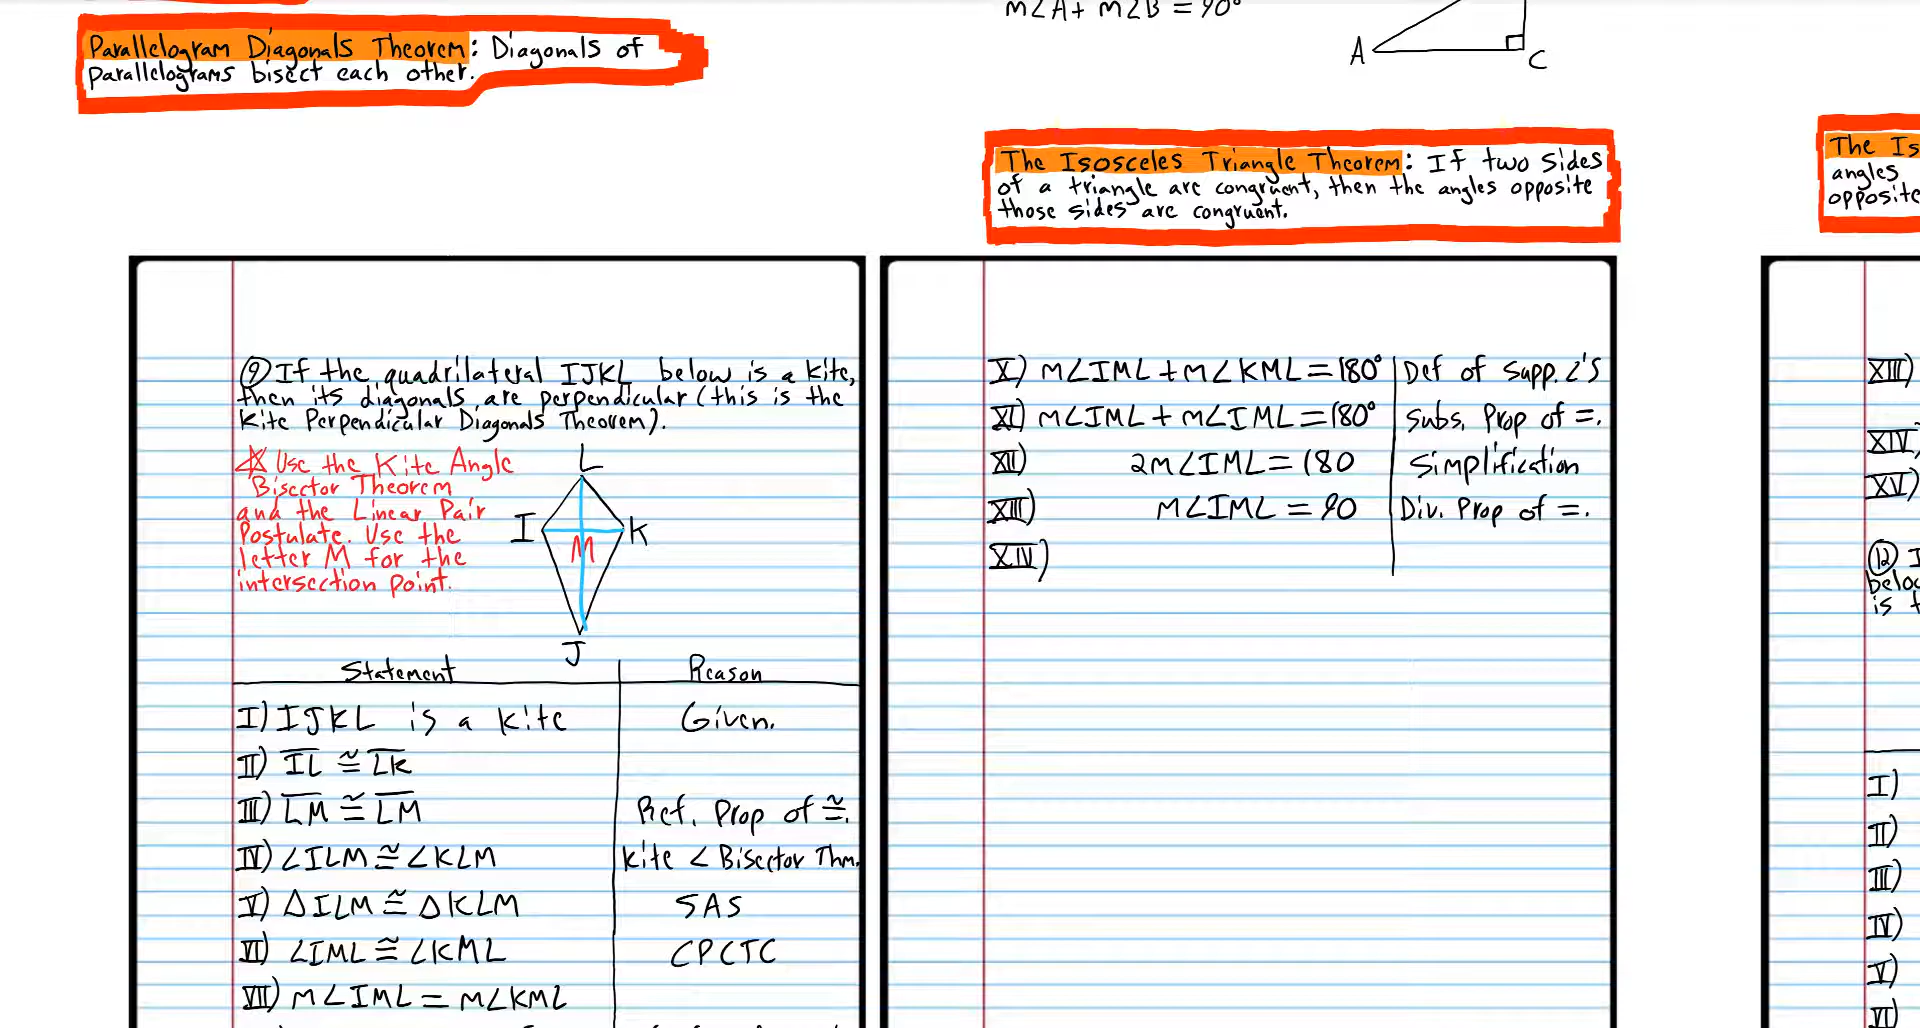 m∠A + m∠B = 90°
A
C
Parallelogram Diagonals Theorem: Diagonals of
parallelograms bisect each other.
The Isosceles Triangle Theorem: If two sides
of a triangle are congruent, then the angles opposite
those sides are congruent.
The Is
angles
opposite
⑨ If the quadrilateral IJKL below is a kite,
then its diagonals are perpendicular (this is the
Kite Perpendicular Diagonals Theorem).
☆ Use the Kite Angle
Bisector Theorem
and the Linear Pair
Postulate. Use the
letter M for the
intersection point.
L
I
K
M
J
Statement Reason
I) IJKL is a kite Given.
II) IL ≅ LK
III) LM ≅ LM Ref. Prop of ≅.
IV) ∠ILM ≅ ∠KLM Kite ∠ Bisector Thm.
V) △ILM ≅ △KLM SAS
VI) ∠IML ≅ ∠KML CPCTC
VII) m∠IML = m∠KML
X) m∠IML + m∠KML = 180° Def of Supp. ∠'s
XI) m∠IML + m∠IML = 180° Subs. Prop of =.
XII) 2m∠IML = 180 Simplification
XIII) m∠IML = 90 Div. Prop of =.
XIV)
XIII)
XIV)
XV)
⑫ I
below
is t
I)
II)
III)
IV)
V)
VI)